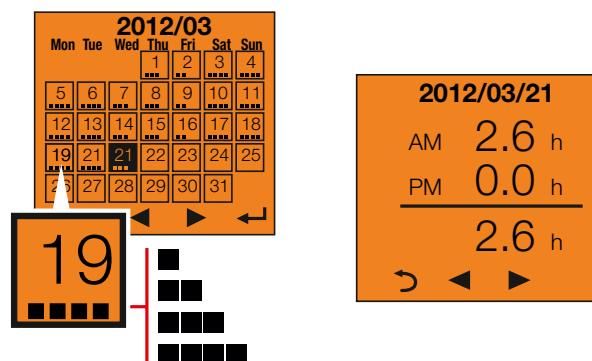 2012/03
Mon Tue Wed Thu Fri Sat Sun
1 2 3 4
5 6 7 8 9 10 11
12 13 14 15 16 17 18
19 21 21 22 23 24 25
26 27 28 29 30 31
19
2012/03/21
AM 2.6 h
PM 0.0 h
2.6 h